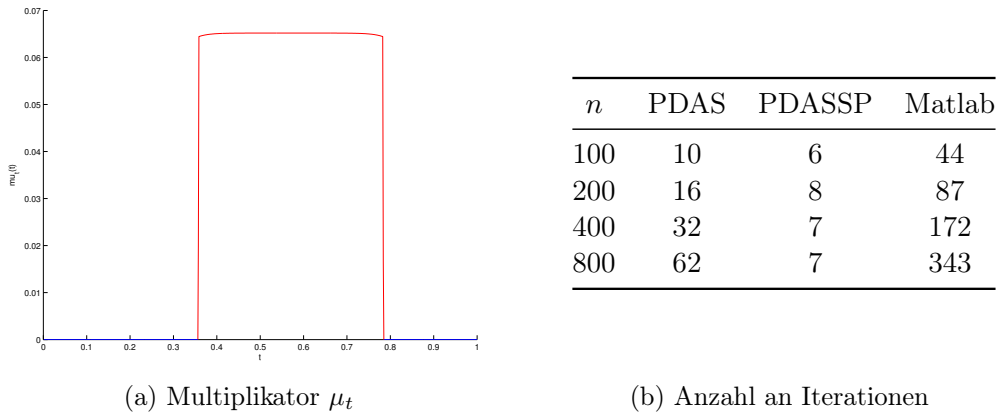 0.07
0.06
0.05
0.04
0.03
0.02
0.01
0
mu_t(t)
0 0.1 0.2 0.3 0.4 0.5 0.6 0.7 0.8 0.9 1
t
(a) Multiplikator μ_t
n PDAS PDASSP Matlab
100 10 6 44
200 16 8 87
400 32 7 172
800 62 7 343
(b) Anzahl an Iterationen